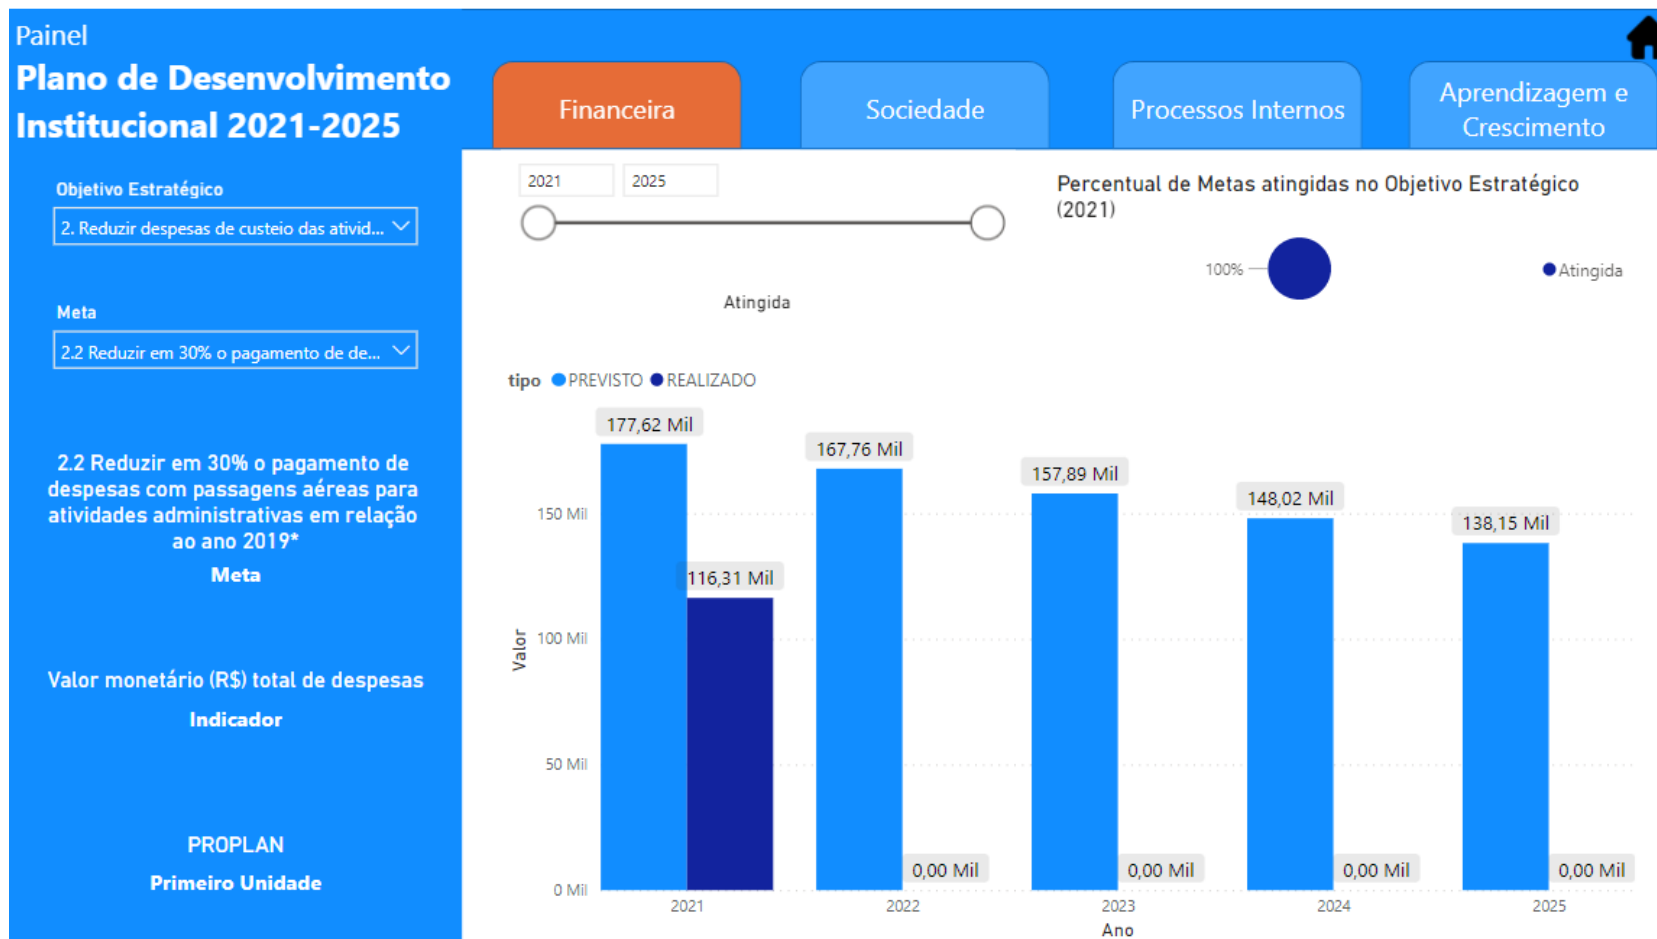 Painel
Plano de Desenvolvimento
Institucional 2021-2025
Financeira
Sociedade
Processos Internos
Aprendizagem e
Crescimento
Objetivo Estratégico
2. Reduzir despesas de custeio das ativid...
Meta
2.2 Reduzir em 30% o pagamento de de...
2.2 Reduzir em 30% o pagamento de
despesas com passagens aéreas para
atividades administrativas em relação
ao ano 2019*
Meta
Valor monetário (R$) total de despesas
Indicador
PROPLAN
Primeiro Unidade
2021
2025
Percentual de Metas atingidas no Objetivo Estratégico
(2021)
100%
Atingida
Atingida
tipo PREVISTO REALIZADO
177,62 Mil
167,76 Mil
157,89 Mil
148,02 Mil
138,15 Mil
116,31 Mil
0,00 Mil
0,00 Mil
0,00 Mil
0,00 Mil
Valor
150 Mil
100 Mil
50 Mil
0 Mil
2021
2022
2023
2024
2025
Ano